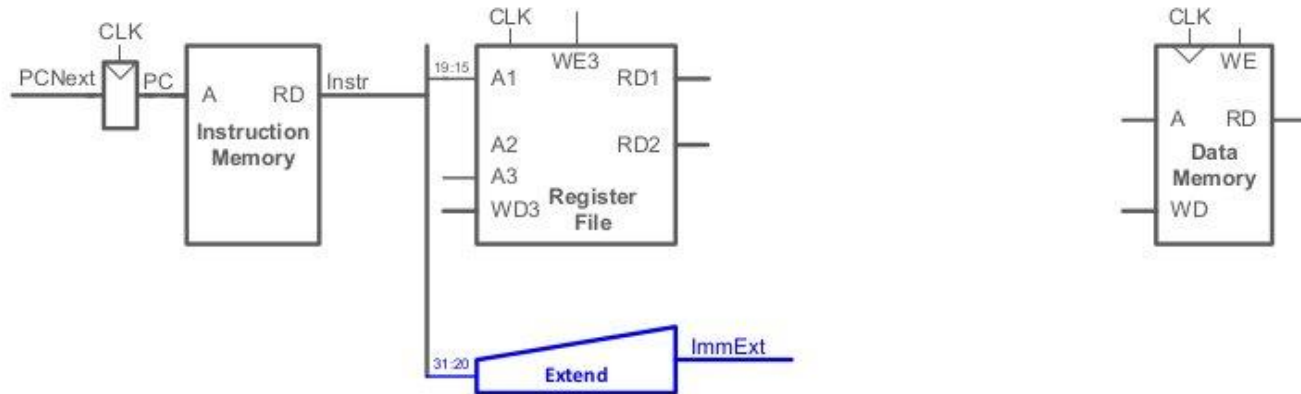 CLK
PCNext
PC
A
RD
Instruction
Memory
Instr
CLK
WE3
19:15
A1
RD1
A2
RD2
A3
WD3
Register
File
31:20
Extend
ImmExt
CLK
WE
A
RD
Data
Memory
WD